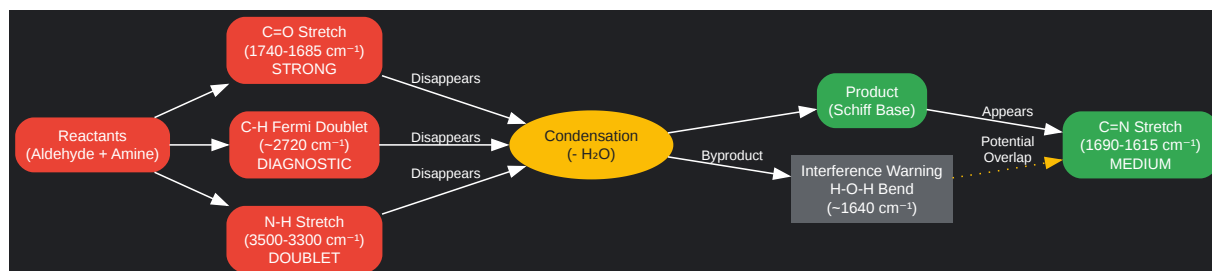 C=O Stretch
(1740-1685 cm⁻¹)
STRONG
Disappears
Reactants
(Aldehyde + Amine)
C-H Fermi Doublet
(~2720 cm⁻¹)
DIAGNOSTIC
Disappears
N-H Stretch
(3500-3300 cm⁻¹)
DOUBLET
Disappears
Condensation
(- H₂O)
Product
(Schiff Base)
Appears
Byproduct
Interference Warning
H-O-H Bend
(~1640 cm⁻¹)
Potential
Overlap
C=N Stretch
(1690-1615 cm⁻¹)
MEDIUM